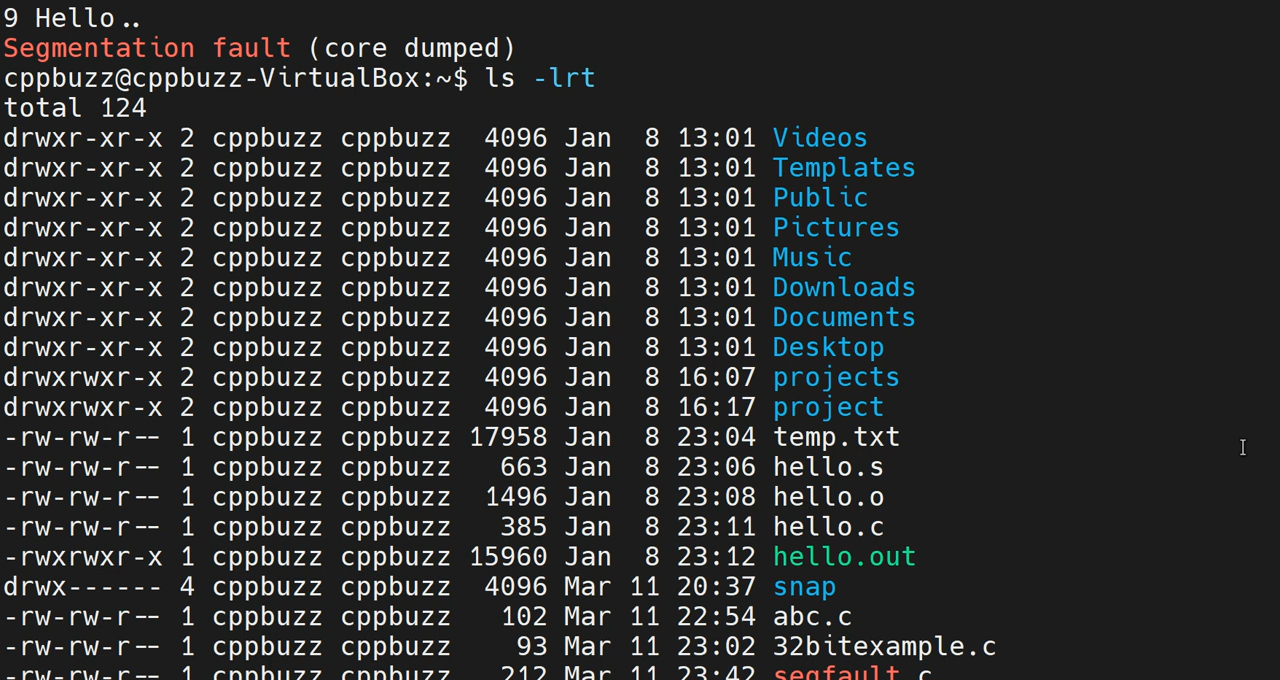 9 Hello..
Segmentation fault (core dumped)
cppbuzz@cppbuzz-VirtualBox:~$ ls -lrt
total 124
drwxr-xr-x 2 cppbuzz cppbuzz  4096 Jan  8 13:01 Videos
drwxr-xr-x 2 cppbuzz cppbuzz  4096 Jan  8 13:01 Templates
drwxr-xr-x 2 cppbuzz cppbuzz  4096 Jan  8 13:01 Public
drwxr-xr-x 2 cppbuzz cppbuzz  4096 Jan  8 13:01 Pictures
drwxr-xr-x 2 cppbuzz cppbuzz  4096 Jan  8 13:01 Music
drwxr-xr-x 2 cppbuzz cppbuzz  4096 Jan  8 13:01 Downloads
drwxr-xr-x 2 cppbuzz cppbuzz  4096 Jan  8 13:01 Documents
drwxr-xr-x 2 cppbuzz cppbuzz  4096 Jan  8 13:01 Desktop
drwxrwxr-x 2 cppbuzz cppbuzz  4096 Jan  8 16:07 projects
drwxrwxr-x 2 cppbuzz cppbuzz  4096 Jan  8 16:17 project
-rw-rw-r-- 1 cppbuzz cppbuzz 17958 Jan  8 23:04 temp.txt
-rw-rw-r-- 1 cppbuzz cppbuzz   663 Jan  8 23:06 hello.s
-rw-rw-r-- 1 cppbuzz cppbuzz  1496 Jan  8 23:08 hello.o
-rw-rw-r-- 1 cppbuzz cppbuzz   385 Jan  8 23:11 hello.c
-rwxrwxr-x 1 cppbuzz cppbuzz 15960 Jan  8 23:12 hello.out
drwx------ 4 cppbuzz cppbuzz  4096 Mar 11 20:37 snap
-rw-rw-r-- 1 cppbuzz cppbuzz   102 Mar 11 22:54 abc.c
-rw-rw-r-- 1 cppbuzz cppbuzz    93 Mar 11 23:02 32bitexample.c
-rw-rw-r-- 1 cppbuzz cppbuzz   212 Mar 11 23:42 segfault.c